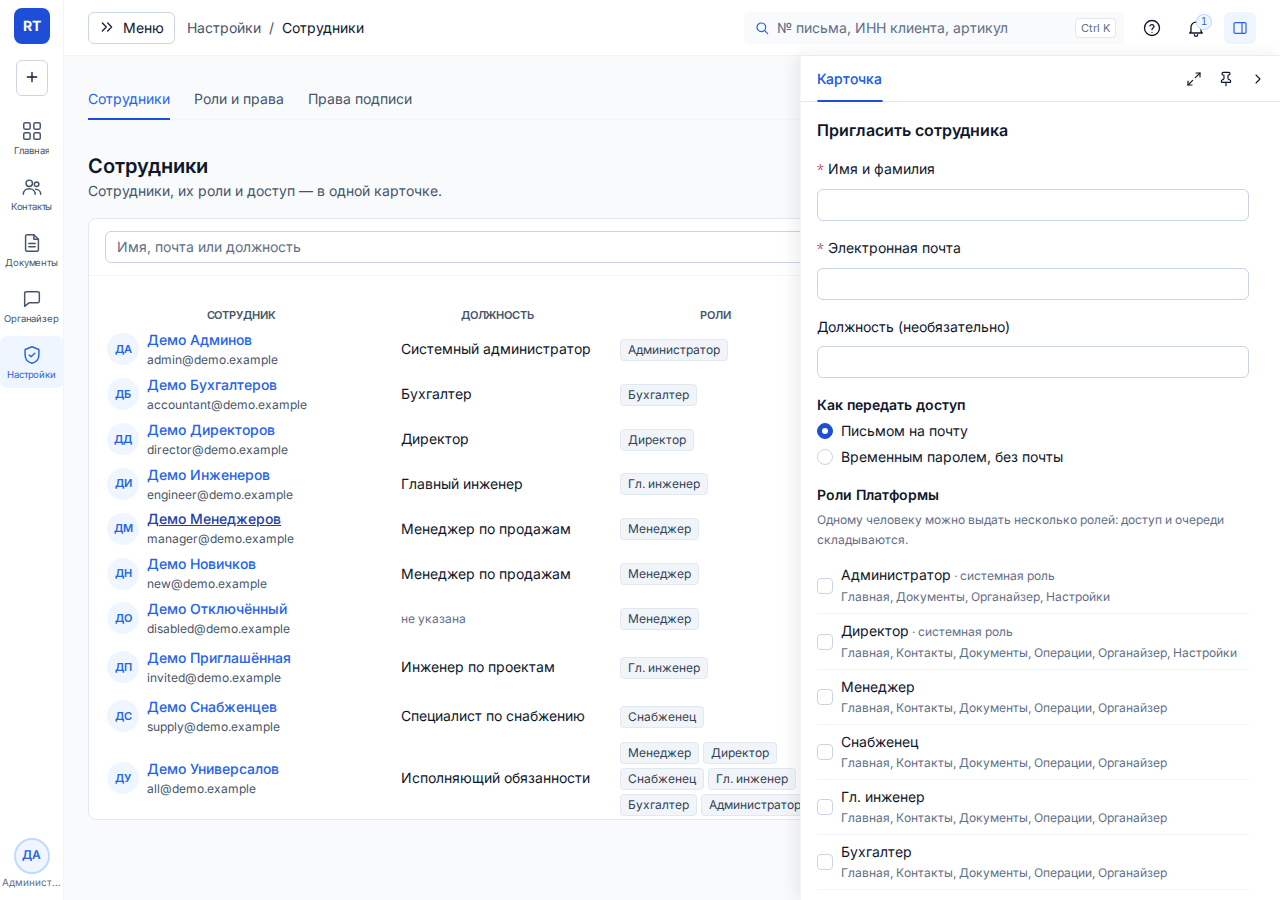 RT
Меню
Настройки / Сотрудники
№ письма, ИНН клиента, артикул
Ctrl K
1
Главная
Контакты
Документы
Органайзер
Настройки
ДА
Админист...
Сотрудники
Роли и права
Права подписи
Сотрудники
Сотрудники, их роли и доступ — в одной карточке.
Имя, почта или должность
СОТРУДНИК
ДОЛЖНОСТЬ
РОЛИ
ДА
Демо Админов
admin@demo.example
Системный администратор
Администратор
ДБ
Демо Бухгалтеров
accountant@demo.example
Бухгалтер
Бухгалтер
ДД
Демо Директоров
director@demo.example
Директор
Директор
ДИ
Демо Инженеров
engineer@demo.example
Главный инженер
Гл. инженер
ДМ
Демо Менеджеров
manager@demo.example
Менеджер по продажам
Менеджер
ДН
Демо Новичков
new@demo.example
Менеджер по продажам
Менеджер
ДО
Демо Отключённый
disabled@demo.example
не указана
Менеджер
ДП
Демо Приглашённая
invited@demo.example
Инженер по проектам
Гл. инженер
ДС
Демо Снабженцев
supply@demo.example
Специалист по снабжению
Снабженец
ДУ
Демо Универсалов
all@demo.example
Исполняющий обязанности
Менеджер
Директор
Снабженец
Гл. инженер
Бухгалтер
Администратор
Карточка
Пригласить сотрудника
* Имя и фамилия
* Электронная почта
Должность (необязательно)
Как передать доступ
Письмом на почту
Временным паролем, без почты
Роли Платформы
Одному человеку можно выдать несколько ролей: доступ и очереди
складываются.
Администратор · системная роль
Главная, Документы, Органайзер, Настройки
Директор · системная роль
Главная, Контакты, Документы, Операции, Органайзер, Настройки
Менеджер
Главная, Контакты, Документы, Операции, Органайзер
Снабженец
Главная, Контакты, Документы, Операции, Органайзер
Гл. инженер
Главная, Контакты, Документы, Операции, Органайзер
Бухгалтер
Главная, Контакты, Документы, Операции, Органайзер